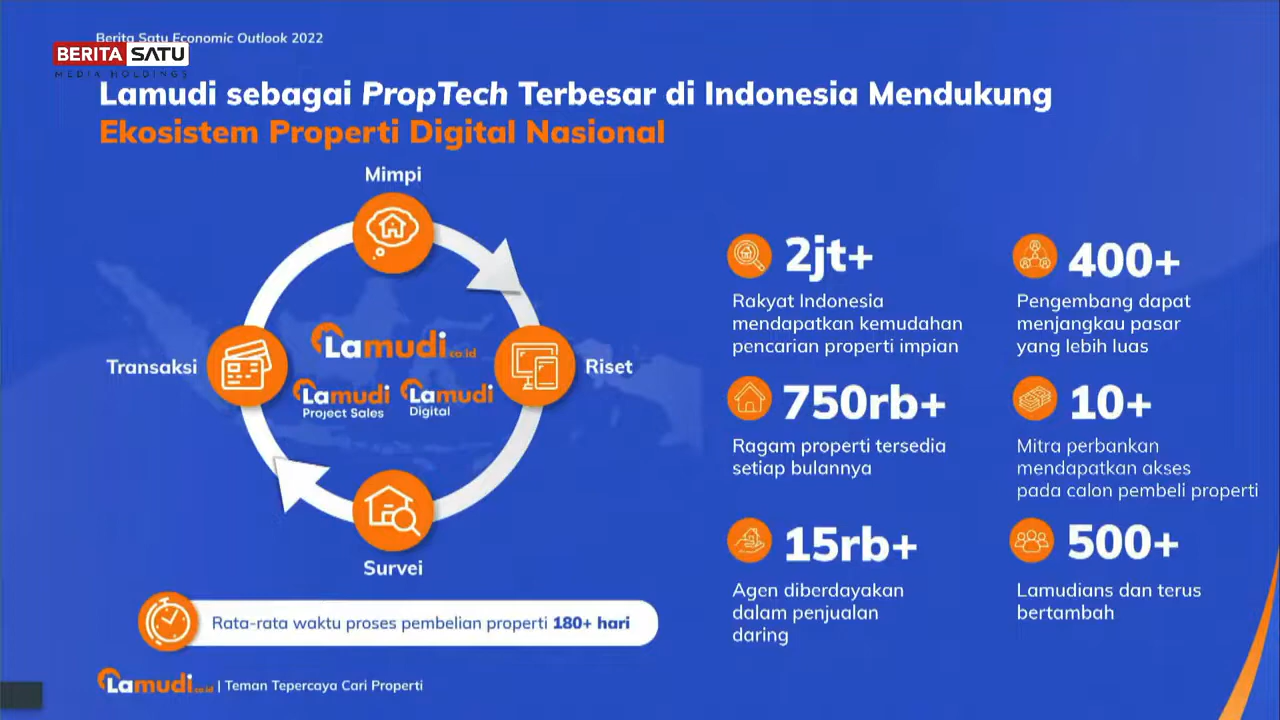 Berita Satu Economic Outlook 2022
BERITA SATU
MEDIA HOLDINGS
Lamudi sebagai PropTech Terbesar di Indonesia Mendukung
Ekosistem Properti Digital Nasional
Mimpi
Transaksi
Riset
Survei
Lamudi.co.id
Lamudi
Project Sales
Lamudi
Digital
Rata-rata waktu proses pembelian properti 180+ hari
2jt+
Rakyat Indonesia
mendapatkan kemudahan
pencarian properti impian
400+
Pengembang dapat
menjangkau pasar
yang lebih luas
750rb+
Ragam properti tersedia
setiap bulannya
10+
Mitra perbankan
mendapatkan akses
pada calon pembeli properti
15rb+
Agen diberdayakan
dalam penjualan
daring
500+
Lamudians dan terus
bertambah
Lamudi.co.id | Teman Tepercaya Cari Properti